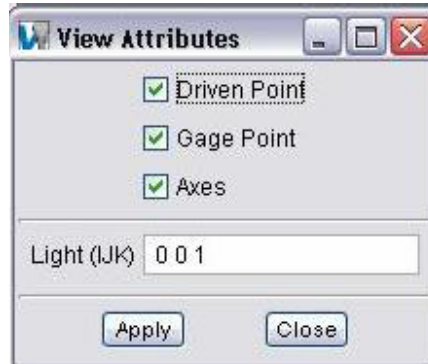 View Attributes
Driven Point
Gage Point
Axes
Light (IJK) 0 0 1
Apply Close